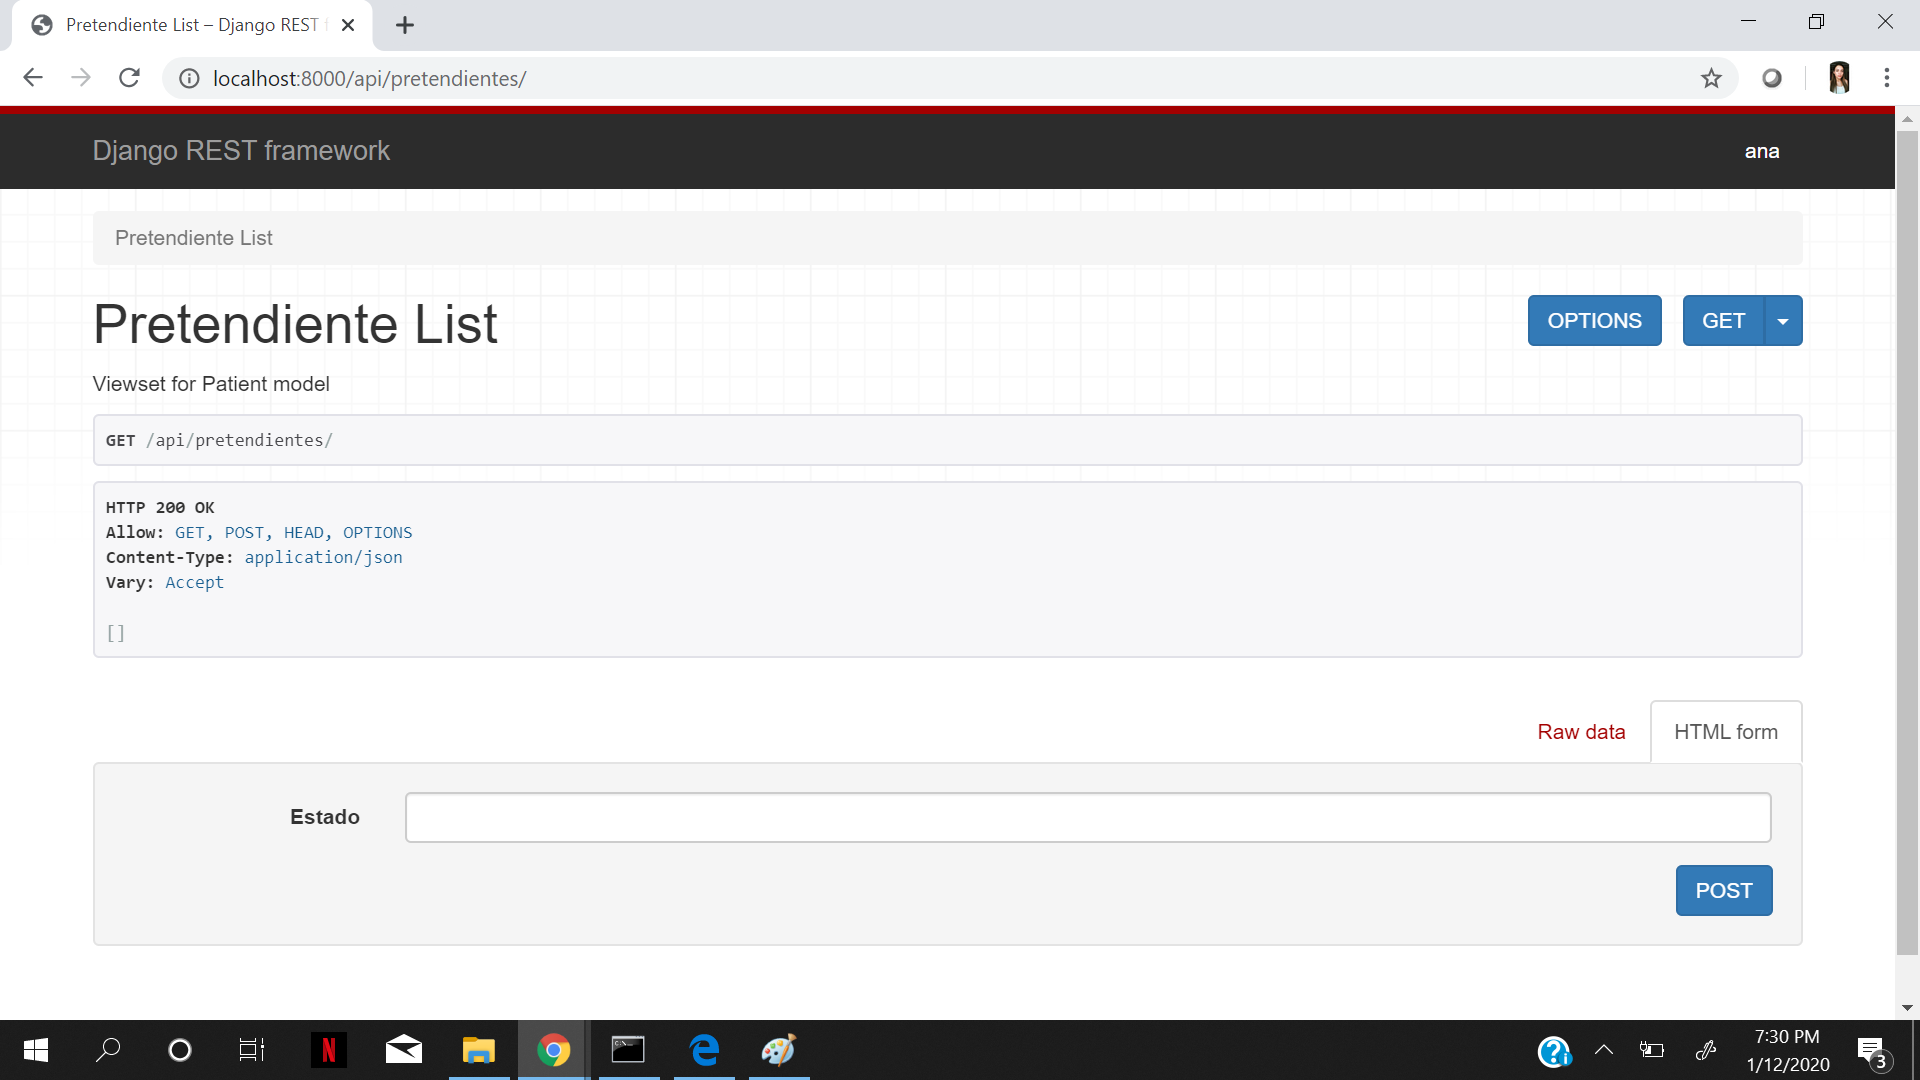 Pretendiente List – Django REST f
localhost:8000/api/pretendientes/
Django REST framework
ana
Pretendiente List
Pretendiente List
OPTIONS
GET
Viewset for Patient model
GET /api/pretendientes/
HTTP 200 OK
Allow: GET, POST, HEAD, OPTIONS
Content-Type: application/json
Vary: Accept
[]
Raw data
HTML form
Estado
POST
7:30 PM
1/12/2020
3